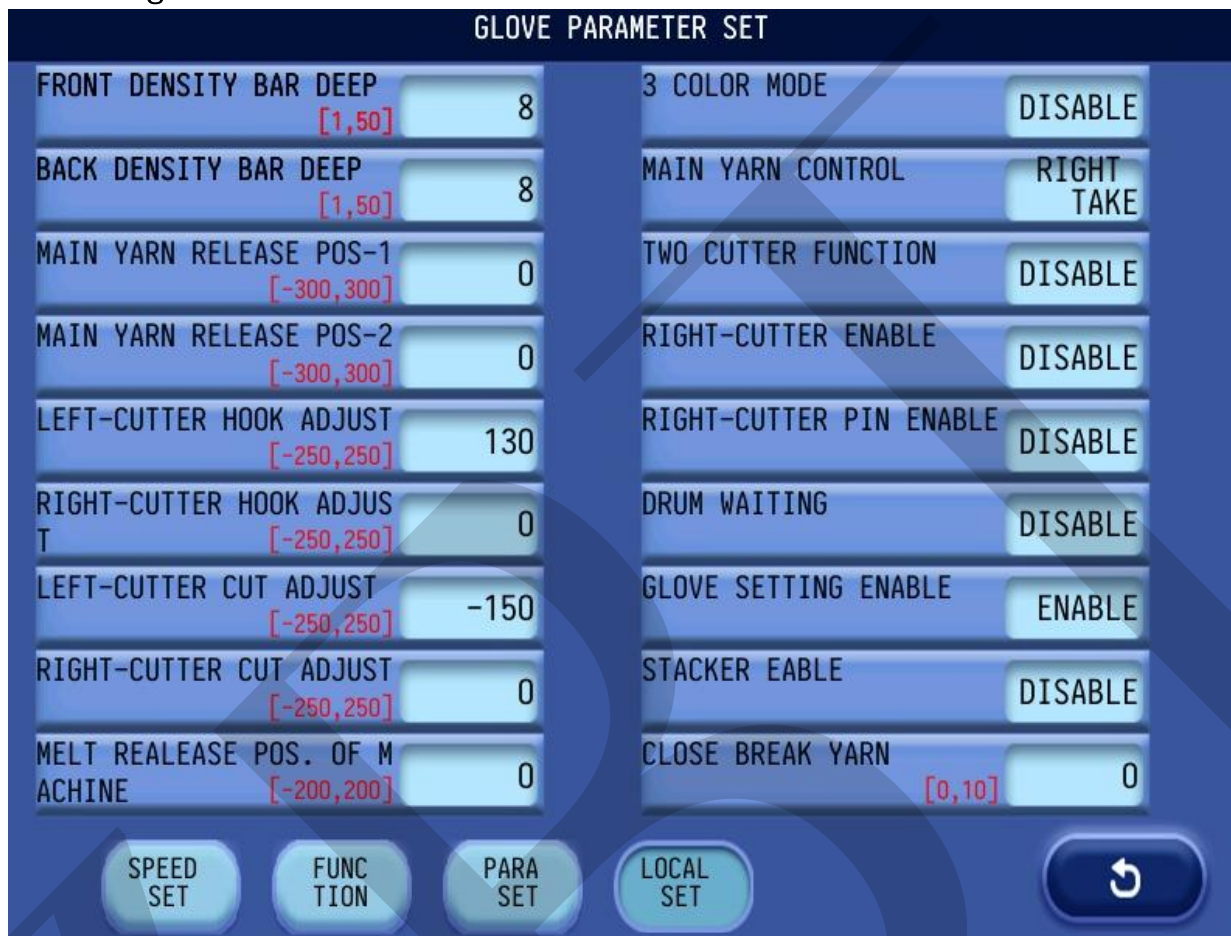 GLOVE PARAMETER SET
FRONT DENSITY BAR DEEP
[1,50]
8
BACK DENSITY BAR DEEP
[1,50]
8
MAIN YARN RELEASE POS-1
[-300,300]
0
MAIN YARN RELEASE POS-2
[-300,300]
0
LEFT-CUTTER HOOK ADJUST
[-250,250]
130
RIGHT-CUTTER HOOK ADJUS
T [-250,250]
0
LEFT-CUTTER CUT ADJUST
[-250,250]
-150
RIGHT-CUTTER CUT ADJUST
[-250,250]
0
MELT REALEASE POS. OF M
ACHINE [-200,200]
0
3 COLOR MODE
DISABLE
MAIN YARN CONTROL
RIGHT
TAKE
TWO CUTTER FUNCTION
DISABLE
RIGHT-CUTTER ENABLE
DISABLE
RIGHT-CUTTER PIN ENABLE
DISABLE
DRUM WAITING
DISABLE
GLOVE SETTING ENABLE
ENABLE
STACKER EABLE
DISABLE
CLOSE BREAK YARN
[0,10]
0
SPEED
SET
FUNC
TION
PARA
SET
LOCAL
SET